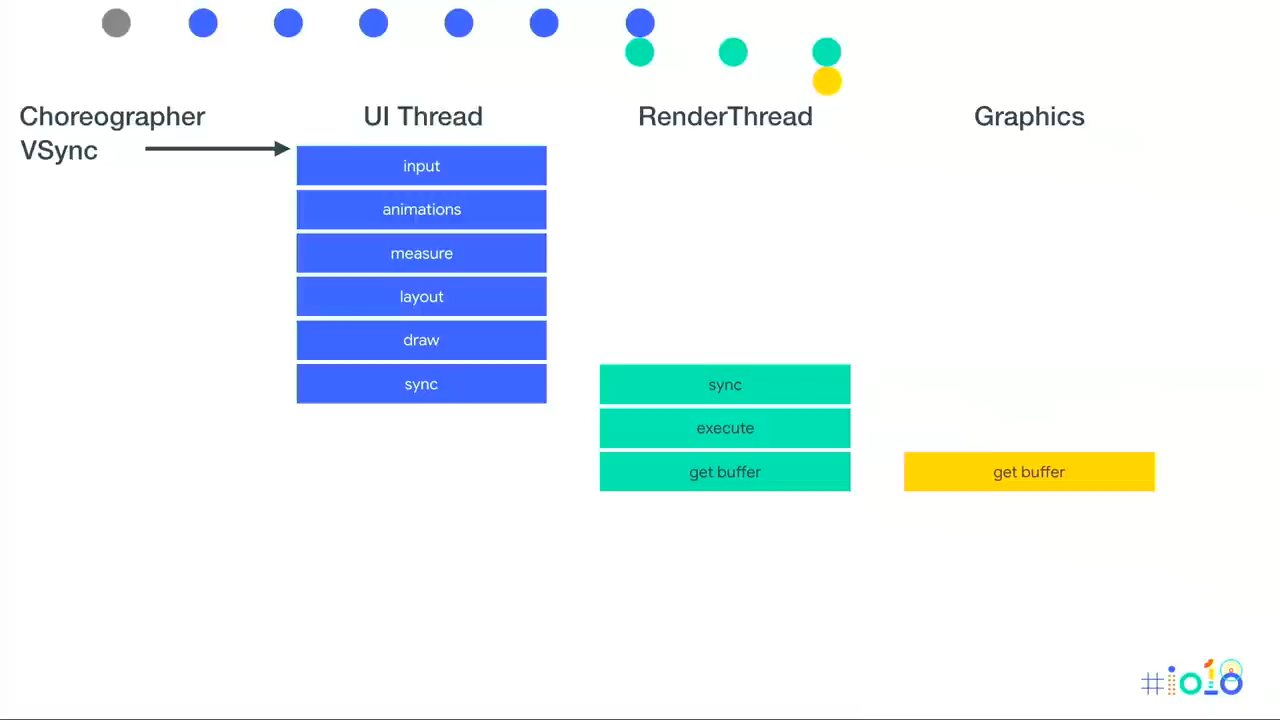 Choreographer
VSync
UI Thread
RenderThread
Graphics
input
animations
measure
layout
draw
sync
sync
execute
get buffer
get buffer
#io18